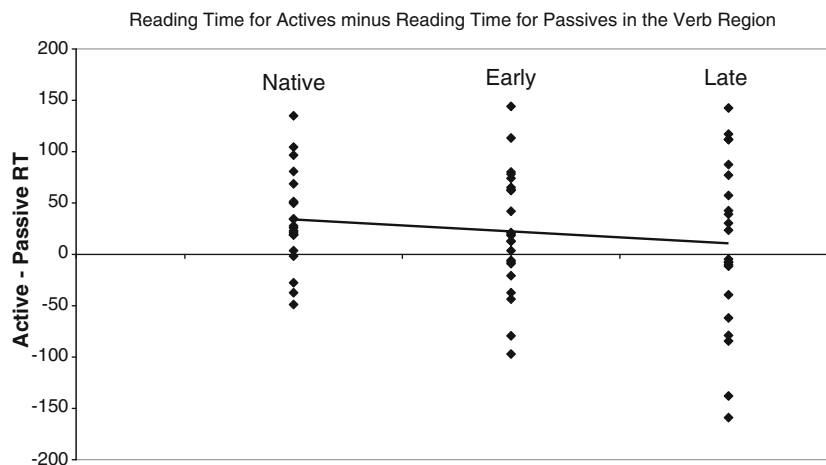 Reading Time for Actives minus Reading Time for Passives in the Verb Region
200
Native
Early
Late
150
100
50
0
-50
-100
-150
-200
Active - Passive RT